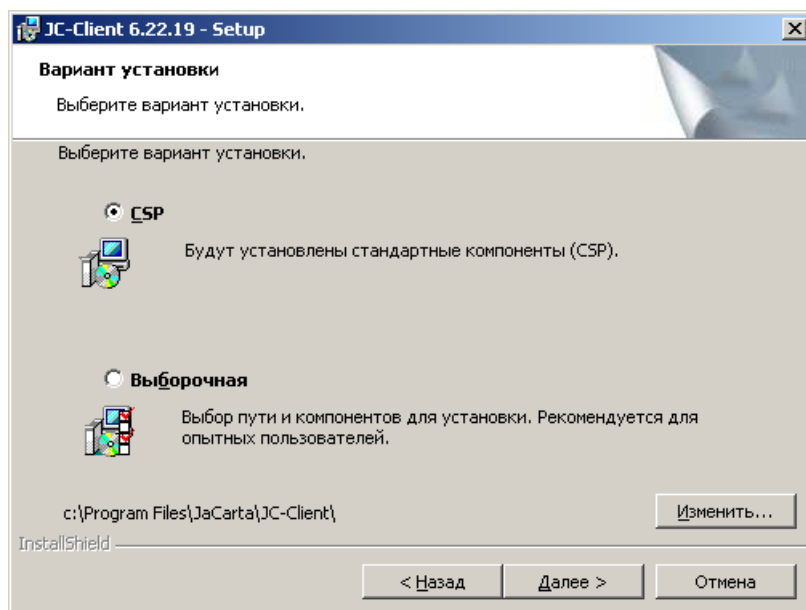 JC-Client 6.22.19 - Setup
Вариант установки
Выберите вариант установки.
Выберите вариант установки.
CSP
Будут установлены стандартные компоненты (CSP).
Выборочная
Выбор пути и компонентов для установки. Рекомендуется для
опытных пользователей.
c:\Program Files\JaCarta\JC-Client\
Изменить...
InstallShield
< Назад
Далее >
Отмена